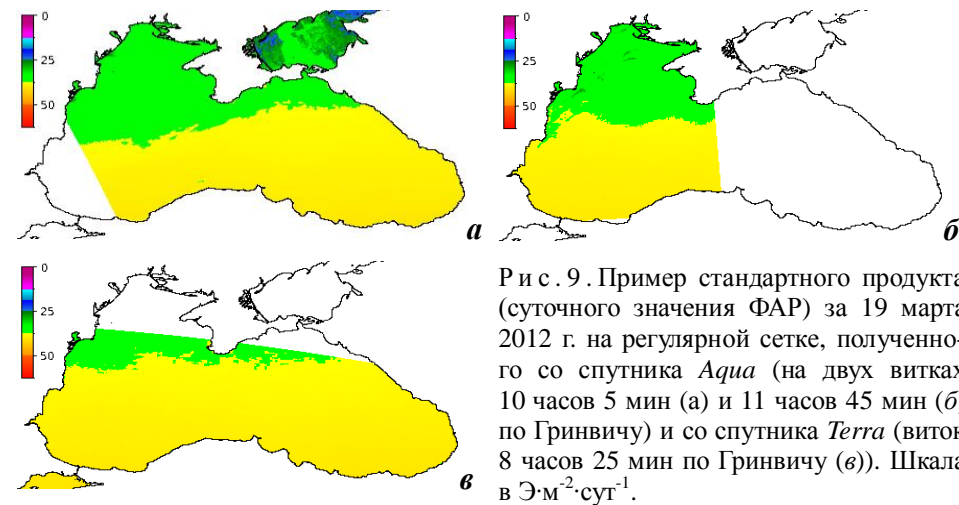 0
25
50
а
0
25
50
б
0
25
50
в
Р и с . 9 . Пример стандартного продукта
(суточного значения ФАР) за 19 марта
2012 г. на регулярной сетке, полученно-
го со спутника Aqua (на двух витках
10 часов 5 мин (а) и 11 часов 45 мин (б)
по Гринвичу) и со спутника Terra (виток
8 часов 25 мин по Гринвичу (в)). Шкала
в Э·м⁻²·сут⁻¹.